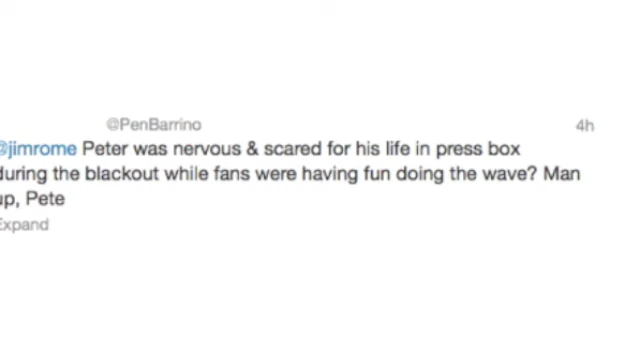 @PenBarrino 4h
@jimrome Peter was nervous & scared for his life in press box
during the blackout while fans were having fun doing the wave? Man
up, Pete
Expand